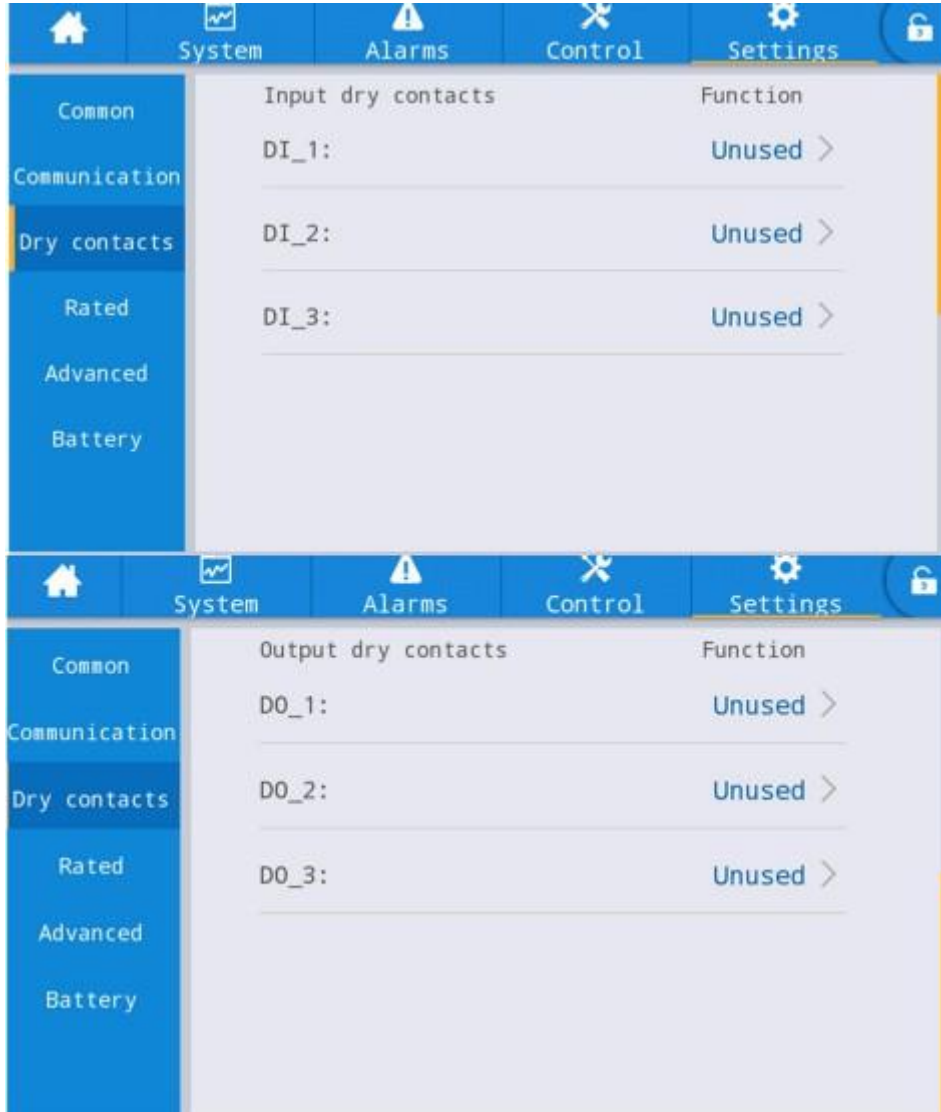 System Alarms Control Settings
Common
Communication
Dry contacts
Rated
Advanced
Battery
Input dry contacts Function
DI_1: Unused
DI_2: Unused
DI_3: Unused
System Alarms Control Settings
Common
Communication
Dry contacts
Rated
Advanced
Battery
Output dry contacts Function
DO_1: Unused
DO_2: Unused
DO_3: Unused